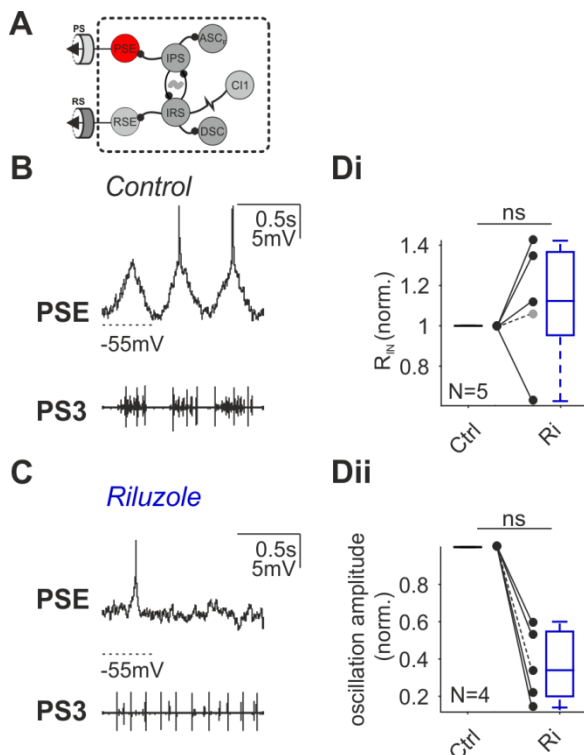 A
PS
PSE
IPS
ASC_F
CI1
RS
RSE
IRS
DSC
B
Control
0.5s
5mV
PSE
-55mV
PS3
C
Riluzole
0.5s
5mV
PSE
-55mV
PS3
Di
ns
R_IN (norm.)
1.4
1.2
1
0.8
N=5
Ctrl
Ri
Dii
ns
oscillation amplitude
(norm.)
0.8
0.6
0.4
0.2
N=4
Ctrl
Ri